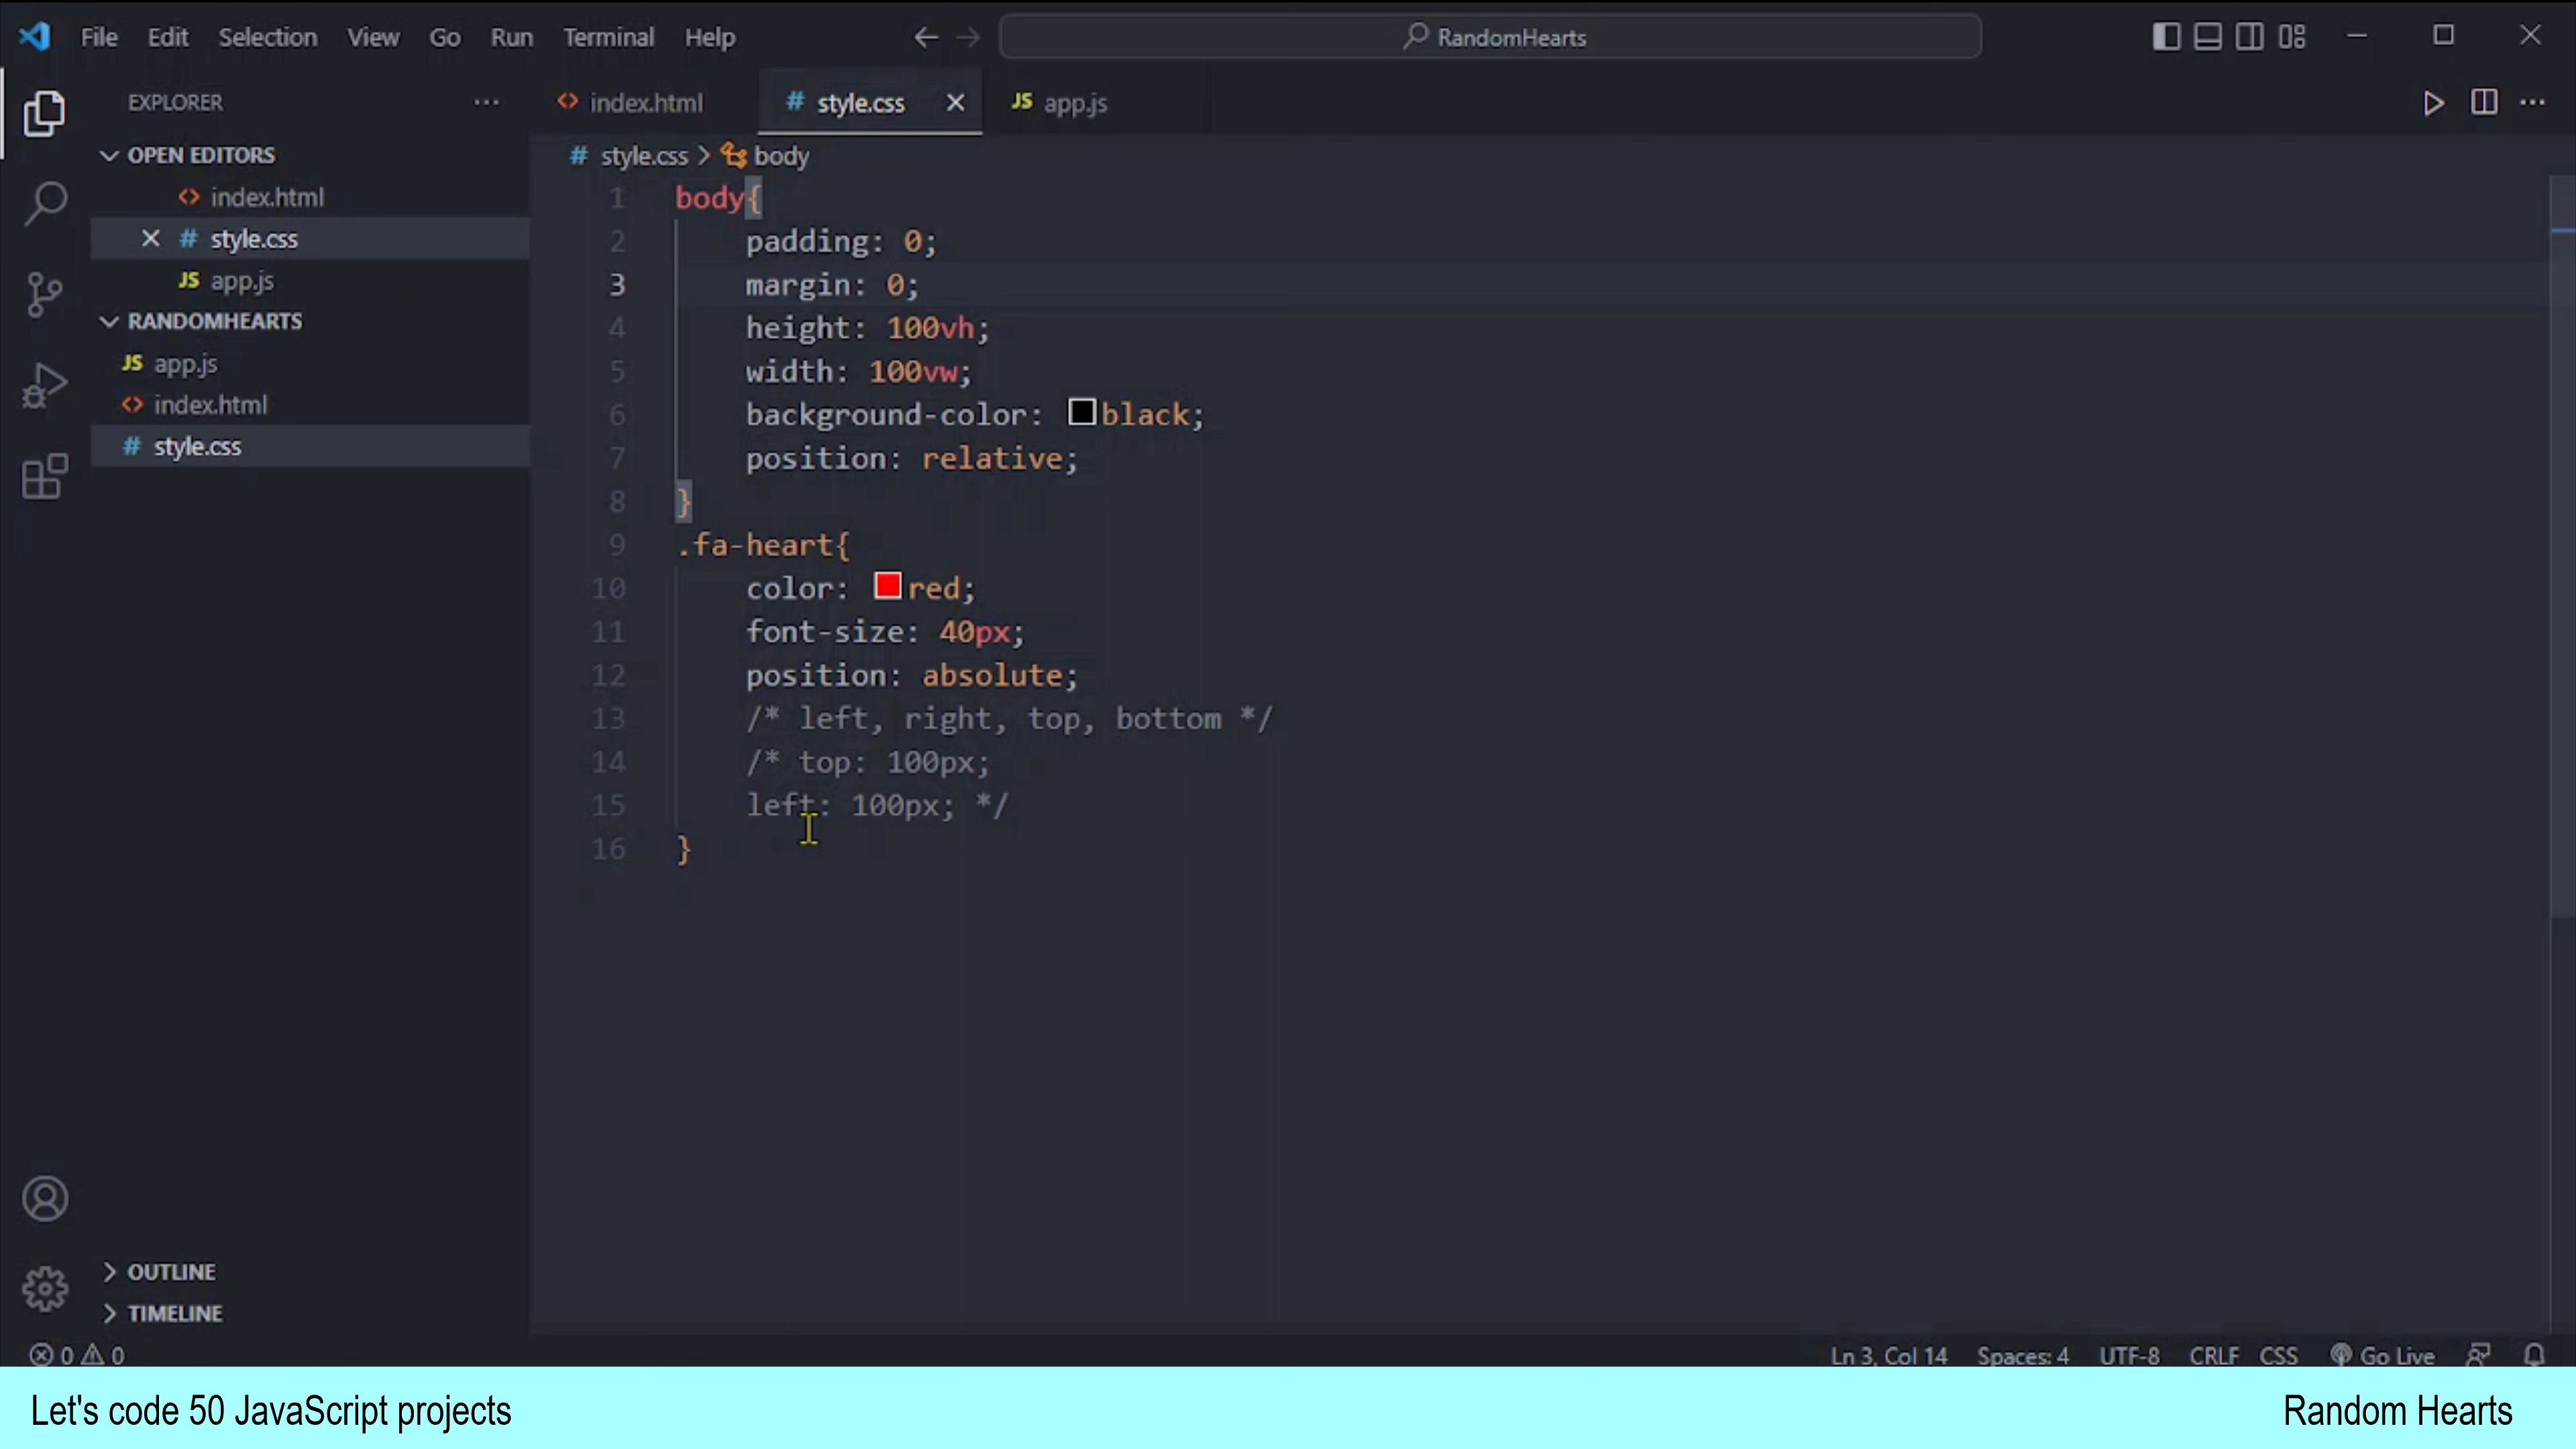 File Edit Selection View Go Run Terminal Help RandomHearts
EXPLORER index.html # style.css JS app.js
OPEN EDITORS
index.html
# style.css
JS app.js
RANDOMHEARTS
JS app.js
index.html
# style.css
# style.css > body
1 body{
2 padding: 0;
3 margin: 0;
4 height: 100vh;
5 width: 100vw;
6 background-color: black;
7 position: relative;
8 }
9 .fa-heart{
10 color: red;
11 font-size: 40px;
12 position: absolute;
13 /* left, right, top, bottom */
14 /* top: 100px;
15 left: 100px; */
16 }
OUTLINE
TIMELINE
0 0 Ln 3, Col 14 Spaces: 4 UTF-8 CRLF CSS Go Live
Let's code 50 JavaScript projects Random Hearts